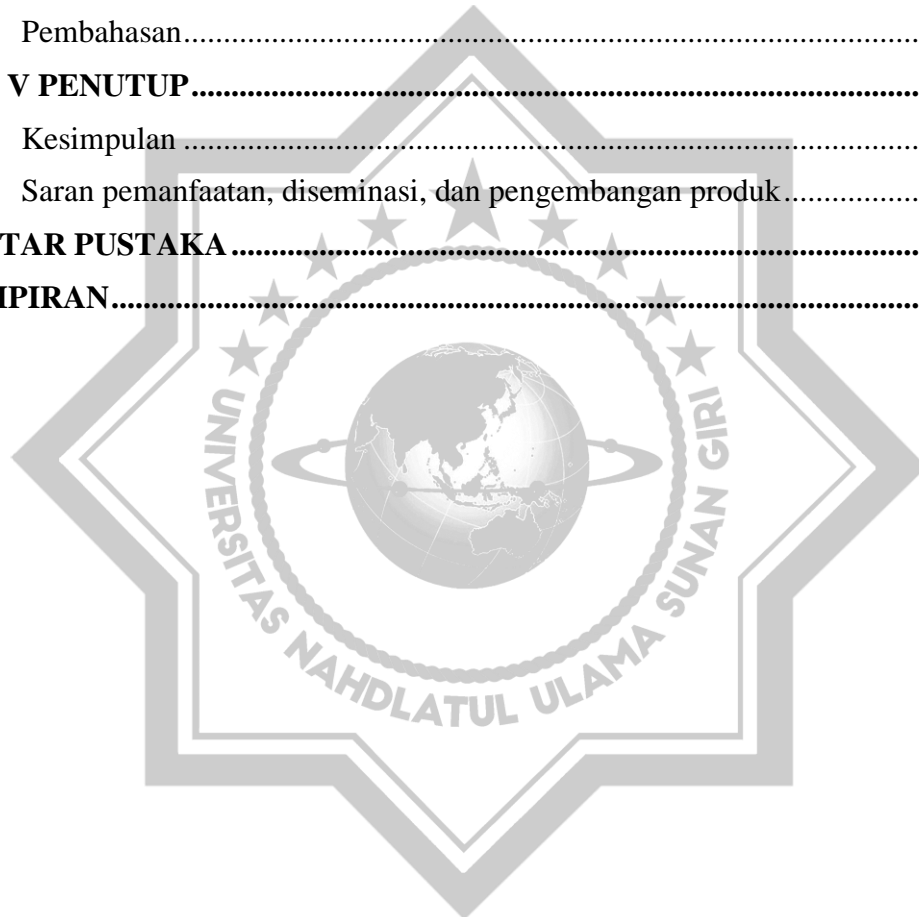 Pembahasan........................................................................................
V PENUTUP........................................................................................
Kesimpulan........................................................................................
Saran pemanfaatan, diseminasi, dan pengembangan produk.................
TAR PUSTAKA........................................................................................
IPIRAN........................................................................................
UNIVERSITAS NAHDLATUL ULAMA SUNAN GIRI